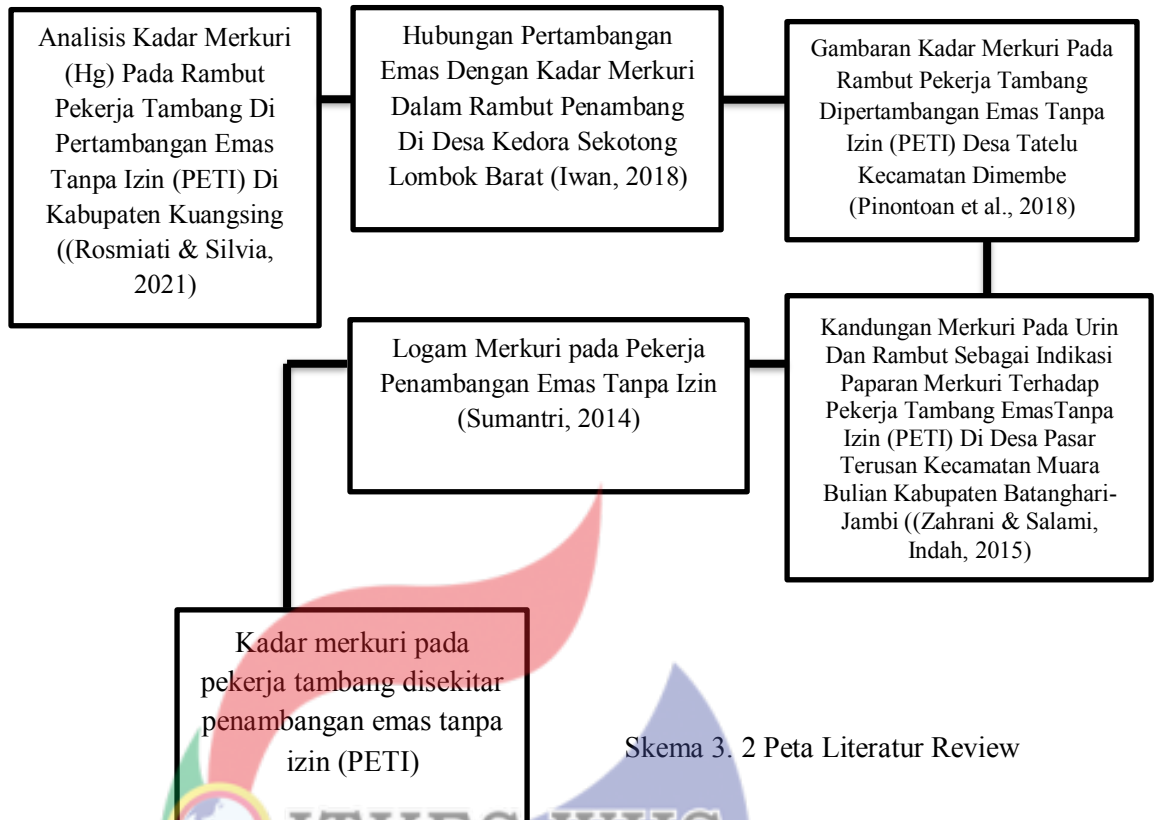 Analisis Kadar Merkuri
(Hg) Pada Rambut
Pekerja Tambang Di
Pertambangan Emas
Tanpa Izin (PETI) Di
Kabupaten Kuangsing
((Rosmiati & Silvia,
2021)
Hubungan Pertambangan
Emas Dengan Kadar Merkuri
Dalam Rambut Penambang
Di Desa Kedora Sekotong
Lombok Barat (Iwan, 2018)
Gambaran Kadar Merkuri Pada
Rambut Pekerja Tambang
Dipertambangan Emas Tanpa
Izin (PETI) Desa Tatelu
Kecamatan Dimembe
(Pinontoan et al., 2018)
Kandungan Merkuri Pada Urin
Dan Rambut Sebagai Indikasi
Paparan Merkuri Terhadap
Pekerja Tambang EmasTanpa
Izin (PETI) Di Desa Pasar
Terusan Kecamatan Muara
Bulian Kabupaten Batanghari-
Jambi ((Zahrani & Salami,
Indah, 2015)
Logam Merkuri pada Pekerja
Penambangan Emas Tanpa Izin
(Sumantri, 2014)
Kadar merkuri pada
pekerja tambang disekitar
penambangan emas tanpa
izin (PETI)
Skema 3. 2 Peta Literatur Review